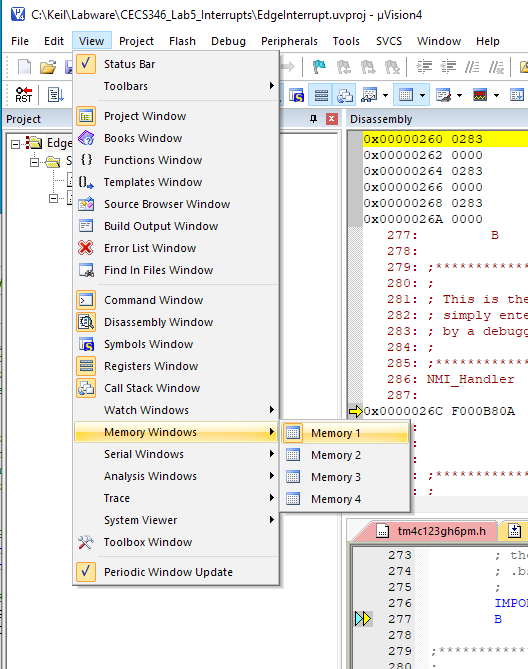 C:\Keil\Labware\CECS346_Lab5_Interrupts\EdgeInterrupt.uvproj - µVision4
File Edit View Project Flash Debug Peripherals Tools SVCS Window Help
RST
Project
Edge
S
Status Bar
Toolbars
Project Window
Books Window
Functions Window
Templates Window
Source Browser Window
Build Output Window
Error List Window
Find In Files Window
Command Window
Disassembly Window
Symbols Window
Registers Window
Call Stack Window
Watch Windows
Memory Windows
Serial Windows
Analysis Windows
Trace
System Viewer
Toolbox Window
Periodic Window Update
Memory 1
Memory 2
Memory 3
Memory 4
Disassembly
0x00000260 0283
0x00000262 0000
0x00000264 0283
0x00000266 0000
0x00000268 0283
0x0000026A 0000
277: B
278:
279: ;**************
280: ;
281: ; This is the
282: ; simply ente
283: ; by a debugg
284: ;
285: ;**************
286: NMI_Handler
287:
0x0000026C F000B80A
;**************
;
tm4c123gh6pm.h
273 ; the
274 ; .b
275 ;
276 IMPO
277 B
278
279 ;************
280 ;